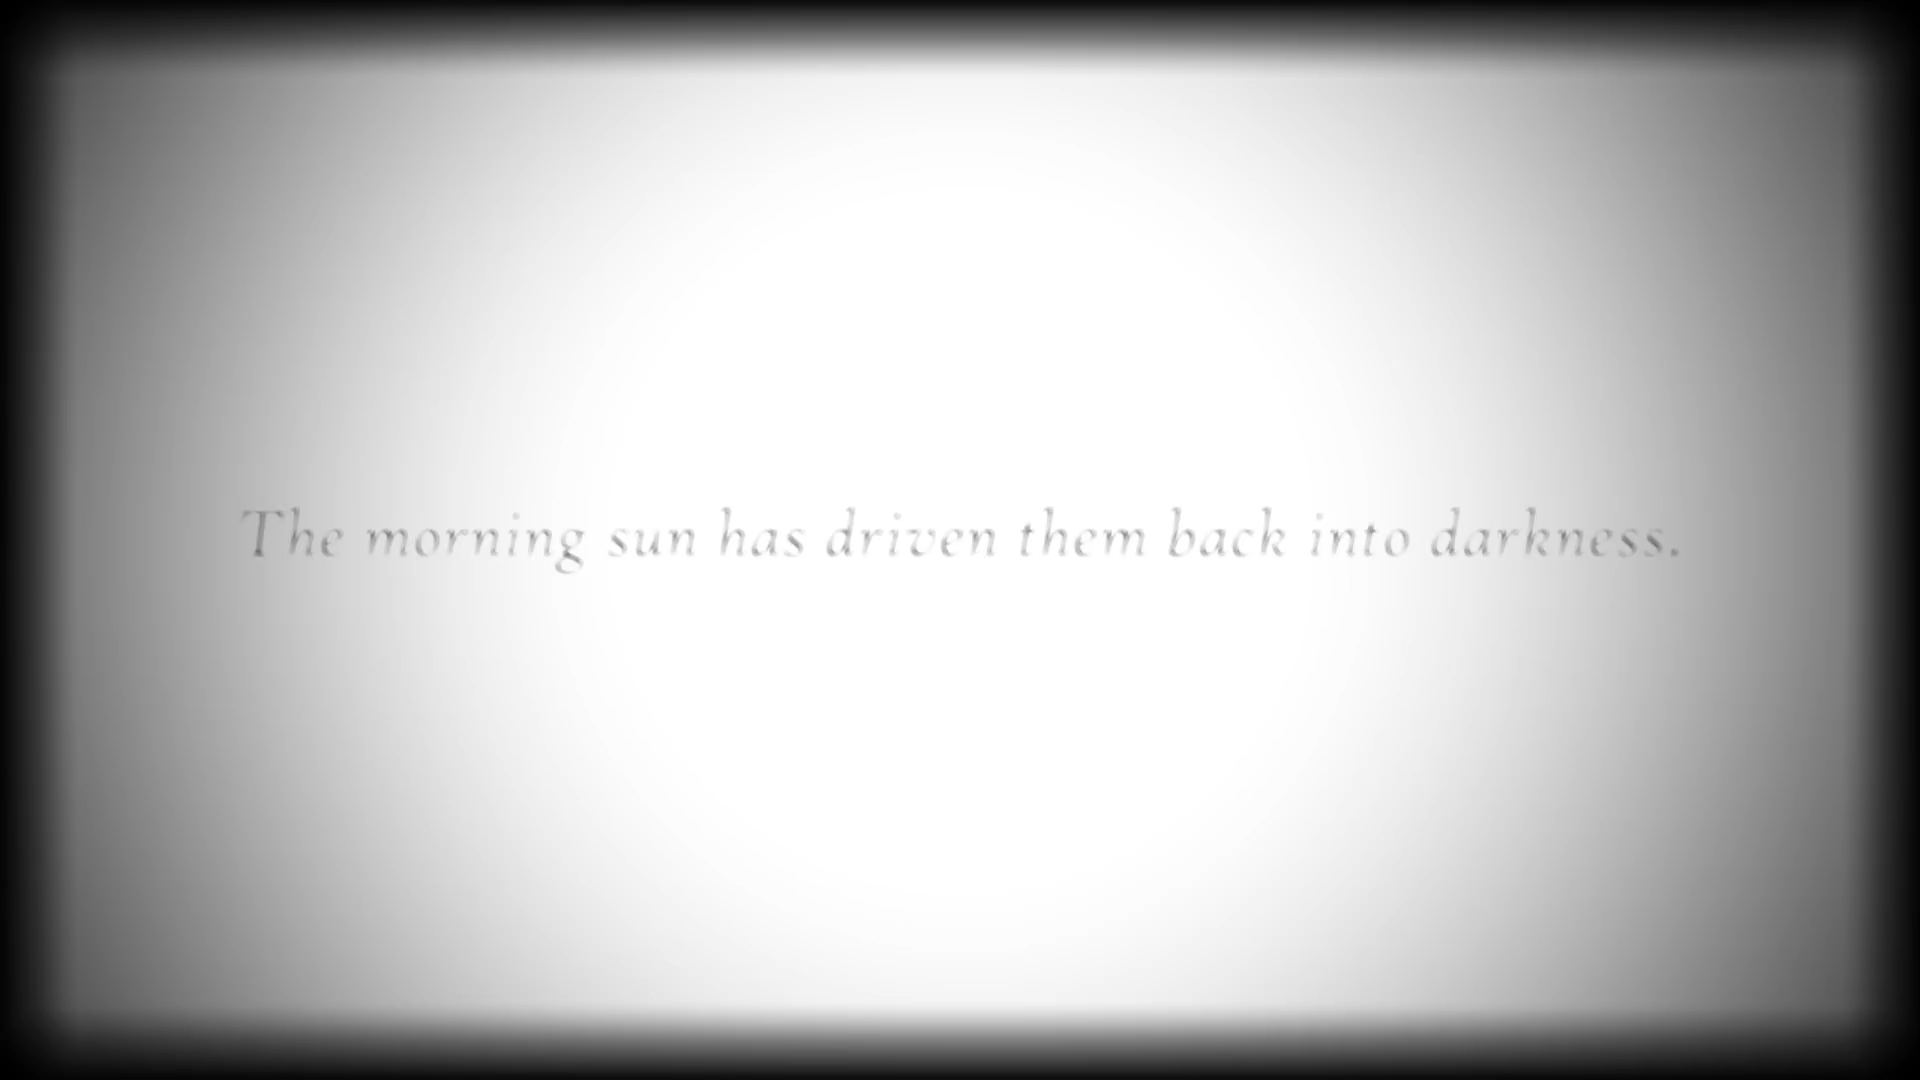 The morning sun has driven them back into darkness.